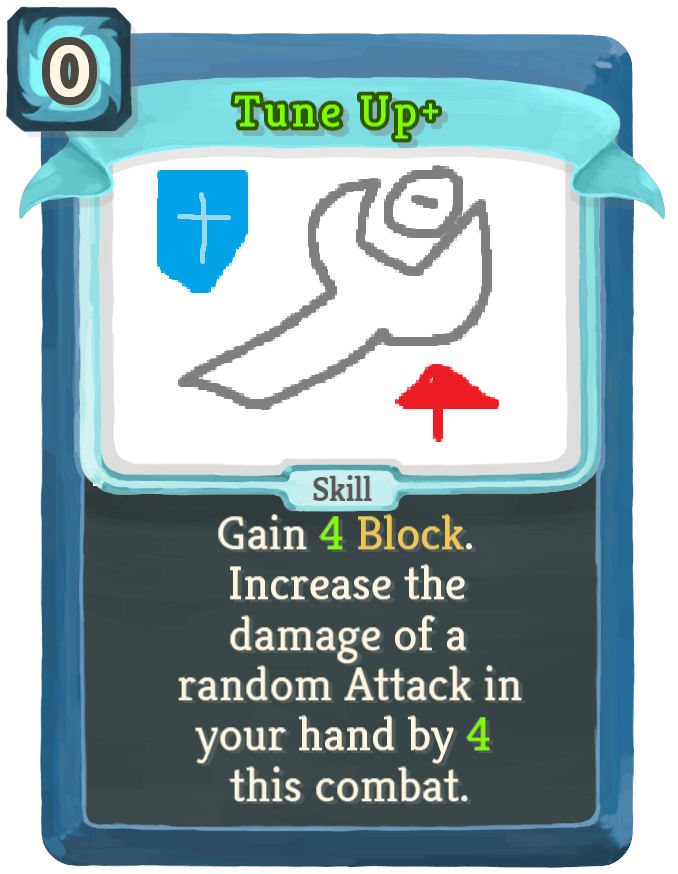 0
Tune Up+
Skill
Gain 4 Block.
Increase the
damage of a
random Attack in
your hand by 4
this combat.